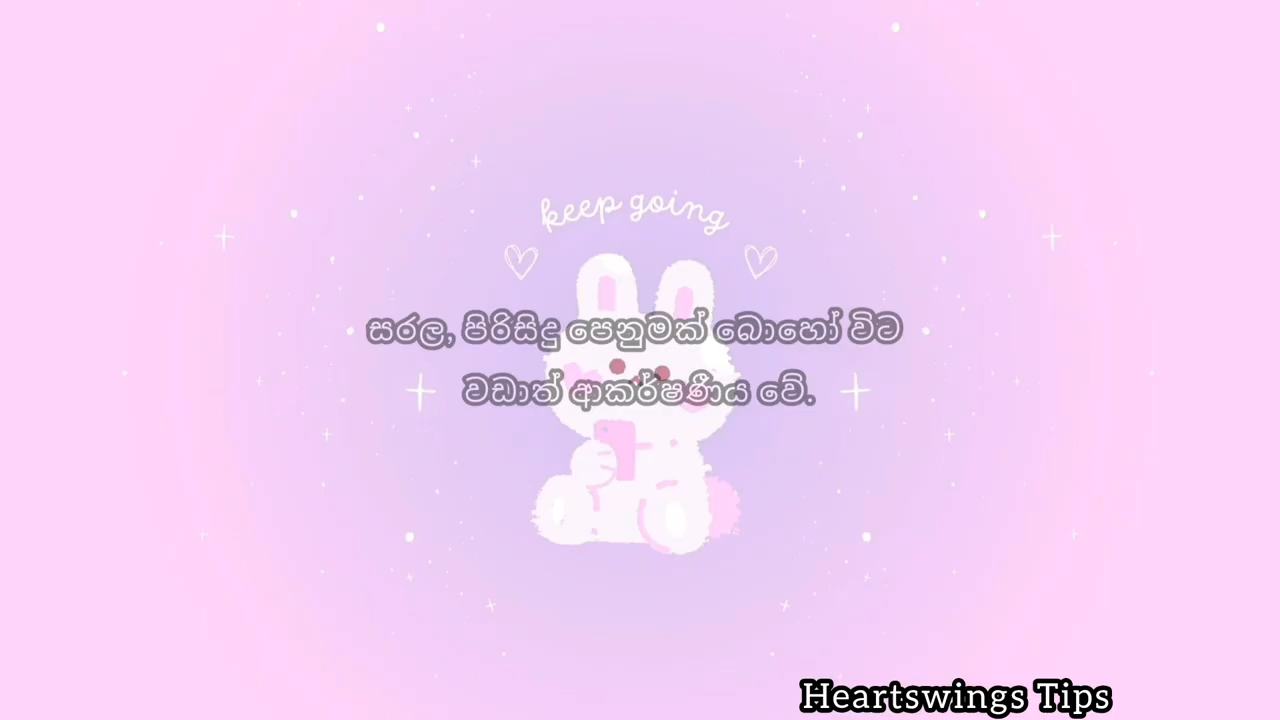 keep going
සරල, පිරිසිදු පෙනුමක් බොහෝ විට
වඩාත් ආකර්ෂණීය වේ.
Heartswings Tips